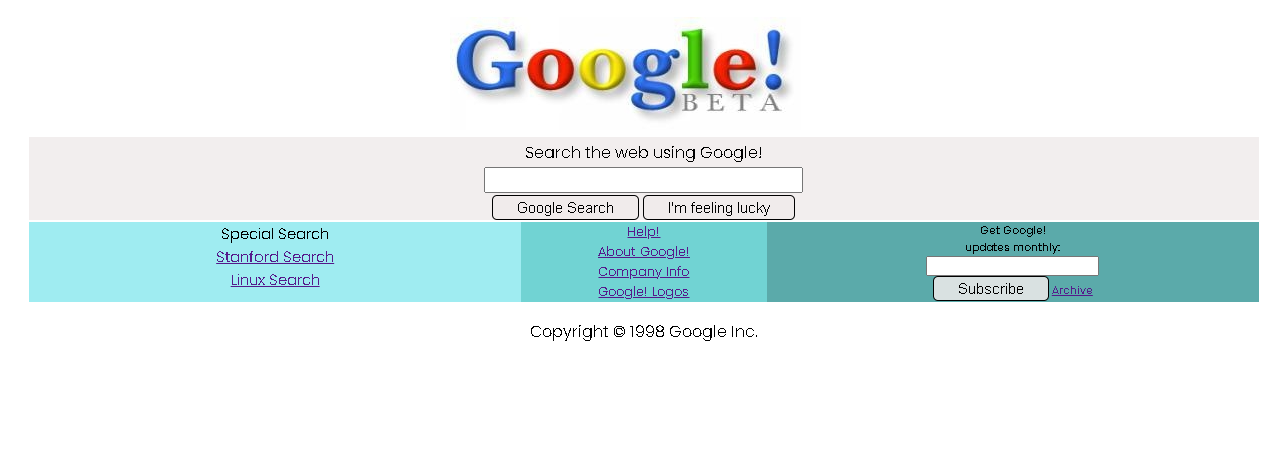 Google!
BETA
Search the web using Google!
Google Search I'm feeling lucky
Special Search
Stanford Search
Linux Search
Help!
About Google!
Company Info
Google! Logos
Get Google!
updates monthly:
Subscribe Archive
Copyright © 1998 Google Inc.